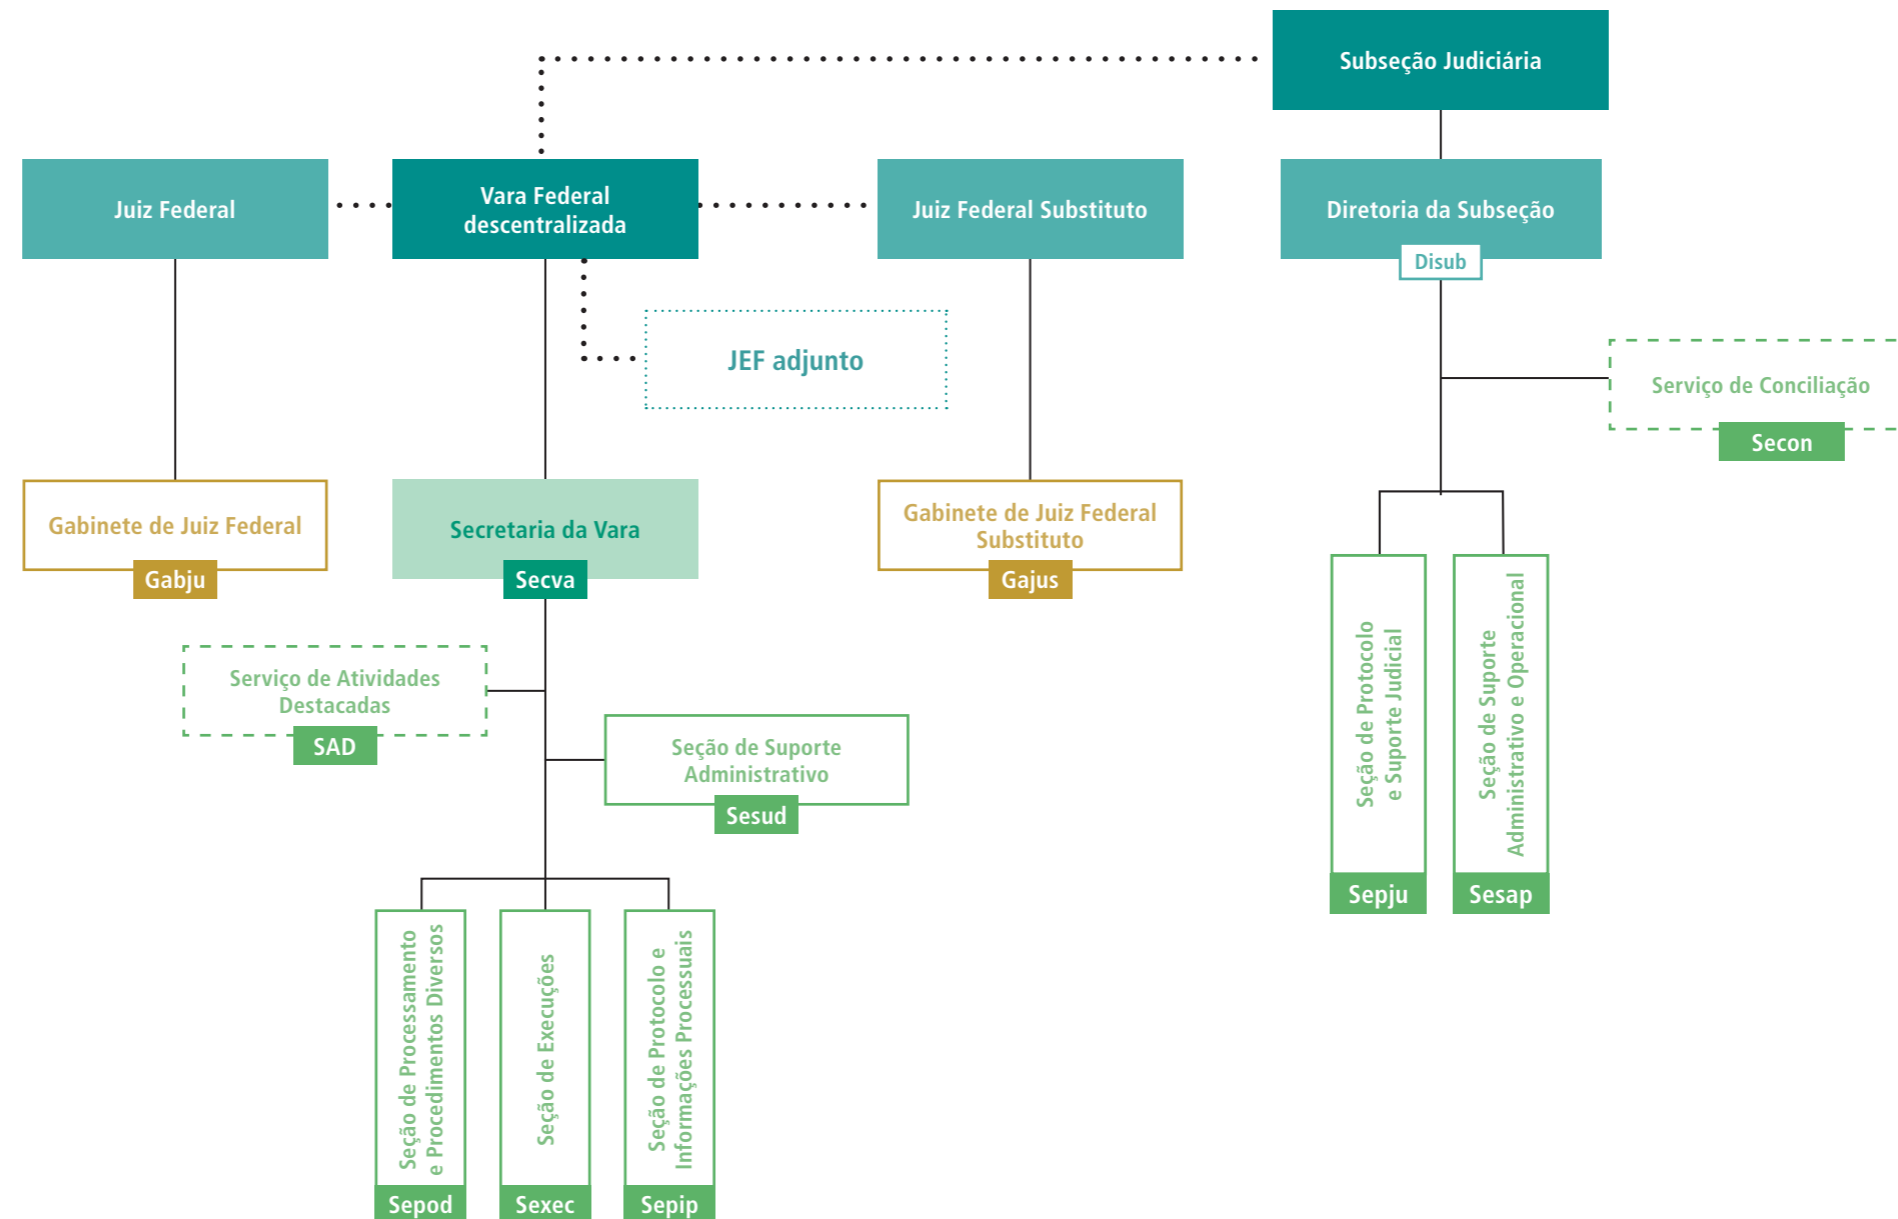 Subseção Judiciária
Juiz Federal
Vara Federal
descentralizada
Juiz Federal Substituto
Diretoria da Subseção
Disub
JEF adjunto
Serviço de Conciliação
Secon
Gabinete de Juiz Federal
Gabju
Secretaria da Vara
Secva
Gabinete de Juiz Federal
Substituto
Gajus
Serviço de Atividades
Destacadas
SAD
Seção de Suporte
Administrativo
Sesud
Seção de Protocolo
e Suporte Judicial
Sepju
Seção de Suporte
Administrativo e Operacional
Sesap
Seção de Processamento
e Procedimentos Diversos
Sepod
Seção de Execuções
Sexec
Seção de Protocolo e
Informações Processuais
Sepip